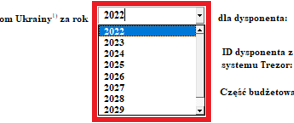 om Ukrainy¹⁾ za rok 2022 dla dysponenta:
2022
2023
2024
2025 ID dysponenta z
2026 systemu Trezor:
2027
2028 Część budżetowa
2029